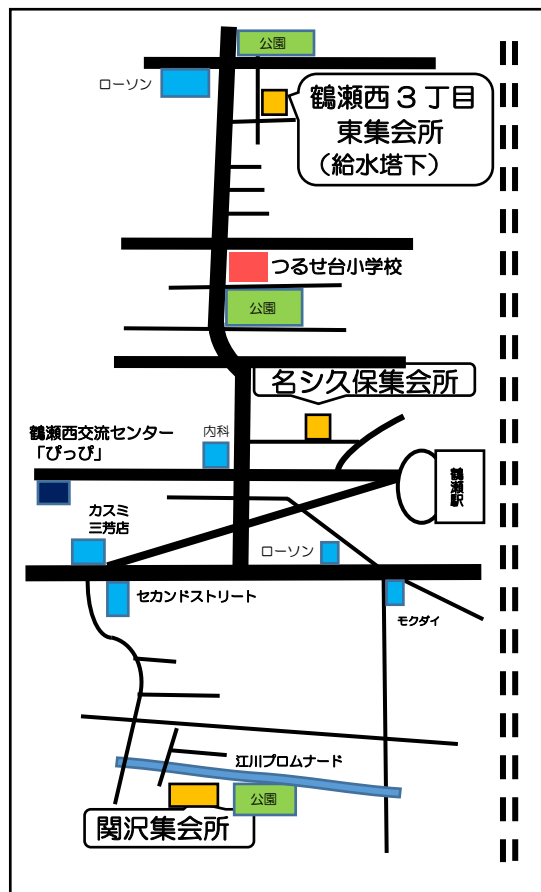 公園
ローソン
鶴瀬西3丁目
東集会所
（給水塔下）
つるせ台小学校
公園
名シ久保集会所
鶴瀬西交流センター
「ぴっぴ」
内科
鶴瀬駅
カスミ
三芳店
ローソン
セカンドストリート
モクダイ
江川プロムナード
公園
関沢集会所